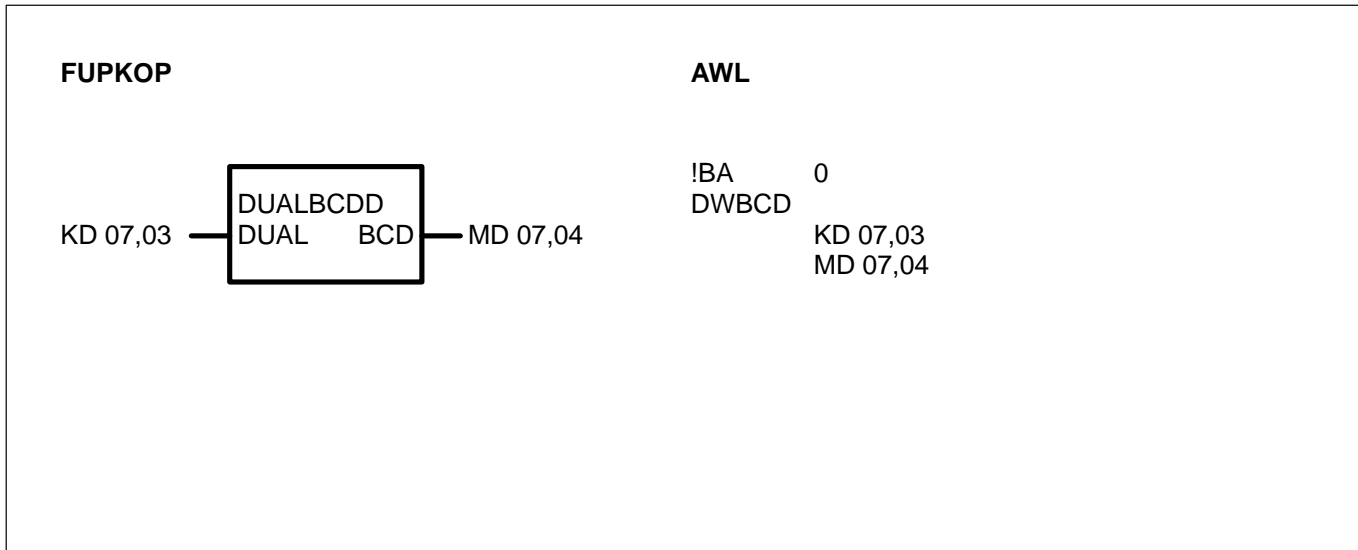 FUPKOP
DUALBCDD
KD 07,03 DUAL BCD MD 07,04
AWL
!BA 0
DWBCD
KD 07,03
MD 07,04